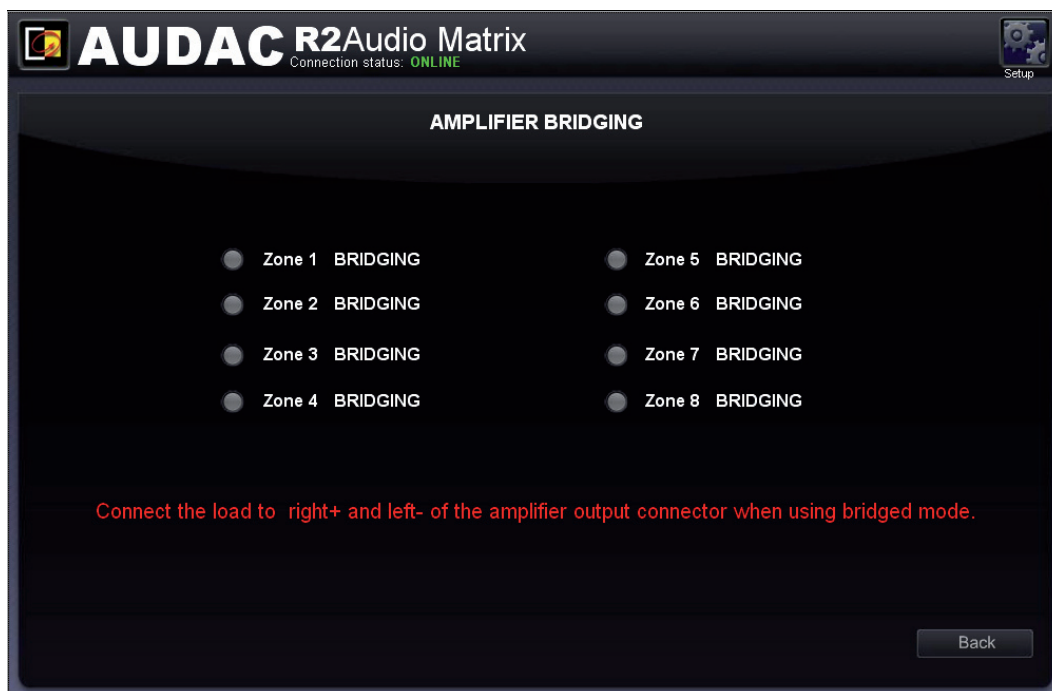 AUDAC R2Audio Matrix
Connection status: ONLINE
Setup
AMPLIFIER BRIDGING
Zone 1 BRIDGING
Zone 2 BRIDGING
Zone 3 BRIDGING
Zone 4 BRIDGING
Zone 5 BRIDGING
Zone 6 BRIDGING
Zone 7 BRIDGING
Zone 8 BRIDGING
Connect the load to right+ and left- of the amplifier output connector when using bridged mode.
Back